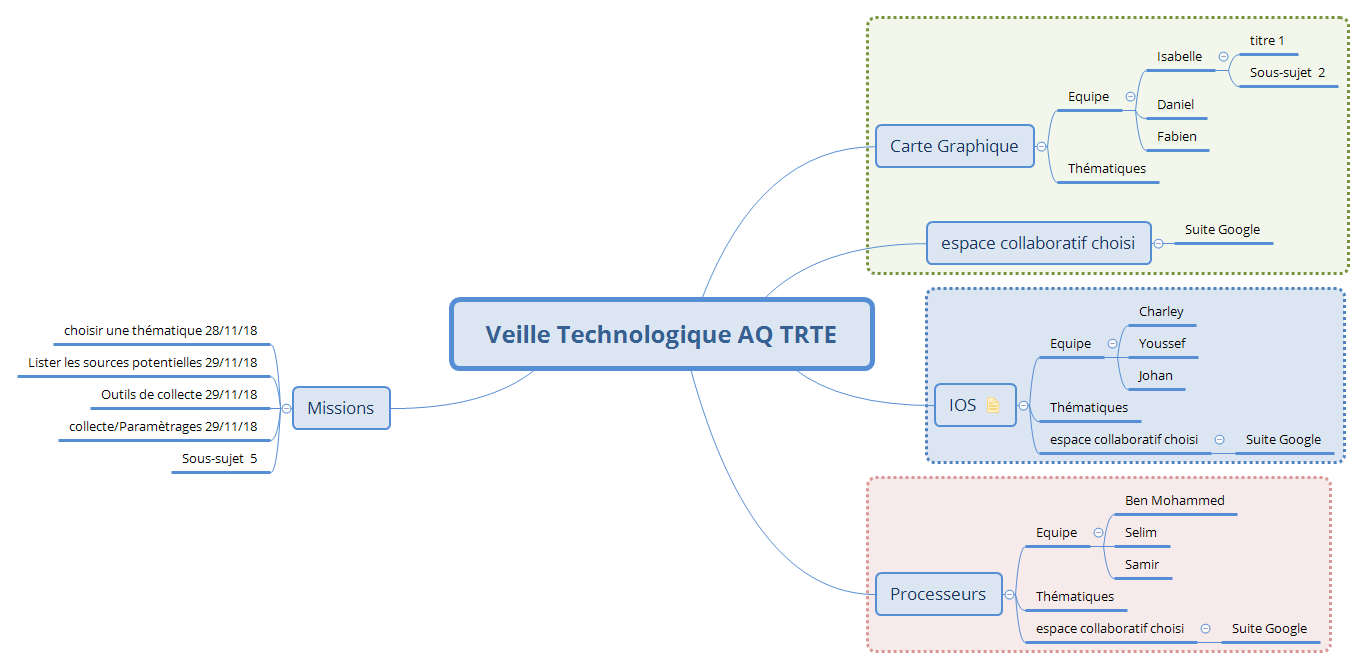 Veille Technologique AQ TRTE
Carte Graphique
Equipe
Isabelle
titre 1
Sous-sujet  2
Daniel
Fabien
Thématiques
espace collaboratif choisi
Suite Google
IOS
Equipe
Charley
Youssef
Johan
Thématiques
espace collaboratif choisi
Suite Google
Processeurs
Equipe
Ben Mohammed
Selim
Samir
Thématiques
espace collaboratif choisi
Suite Google
Missions
choisir une thématique 28/11/18
Lister les sources potentielles 29/11/18
Outils de collecte 29/11/18
collecte/Paramètrages 29/11/18
Sous-sujet  5